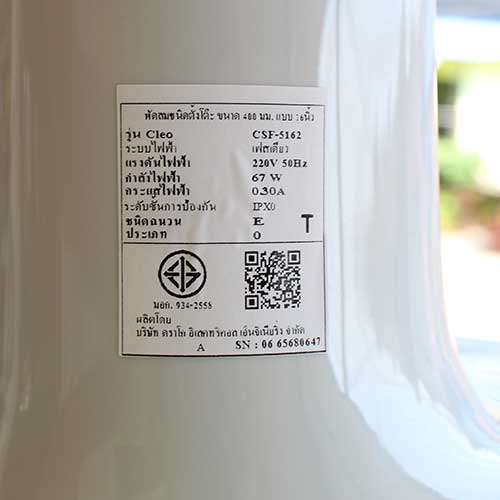 พัดลมชนิดตั้งโต๊ะ ขนาด 400 มม. แบบ 16นิ้ว
รุ่น Cleo CSF-5162
ระบบไฟฟ้า เฟสเดียว
แรงดันไฟฟ้า 220V 50Hz
กำลังไฟฟ้า 67 W
กระแสไฟฟ้า 0.30A
ระดับชั้นการป้องกัน IPX0
ชนิดฉนวน E T
ประเภท 0
มอก. 934-2558
ผลิตโดย
บริษัท ตราโก อิเลคทริคอล เอ็นจิเนียริ่ง จำกัด
A SN : 06 65680647